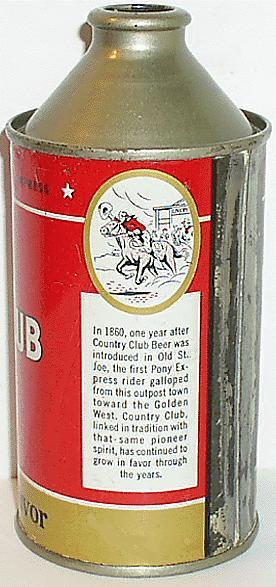 PRESS
UB
In 1860, one year after
Country Club Beer was
introduced in Old St.
Joe, the first Pony Ex-
press rider galloped
from this outpost town
toward the Golden
West. Country Club,
linked in tradition with
that same pioneer
spirit, has continued to
grow in favor through
the years.
vor